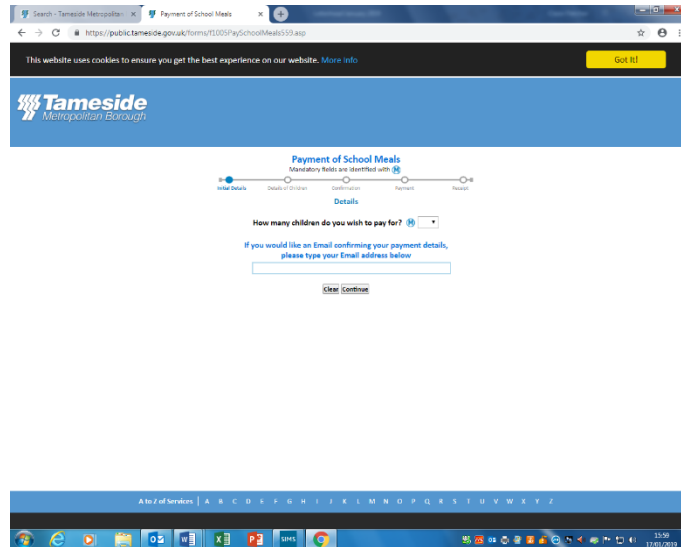 Search - Tameside Metropolitan
Payment of School Meals
https://public.tameside.gov.uk/forms/f1005PaySchoolMeals559.asp
This website uses cookies to ensure you get the best experience on our website. More info
Got It!
Tameside
Metropolitan Borough
Payment of School Meals
Mandatory fields are identified with M
Initial Details Details of Children Confirmation Payment Receipt
Details
How many children do you wish to pay for? M
If you would like an Email confirming your payment details,
please type your Email address below
Clear Continue
A to Z of Services | A B C D E F G H I J K L M N O P Q R S T U V W X Y Z
SIMS
15:59
17/01/2019